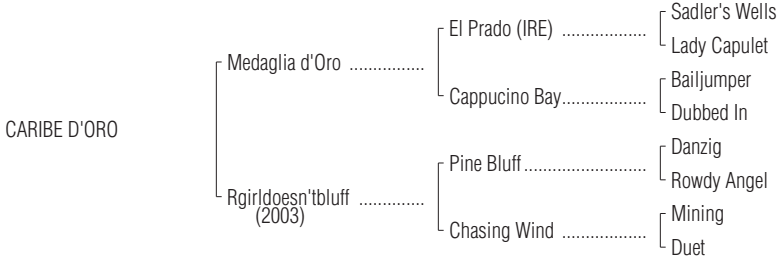 Sadler's Wells
El Prado (IRE) ..................
Lady Capulet
Medaglia d'Oro ................
Bailjumper
Cappucino Bay..................
Dubbed In
CARIBE D'ORO
Danzig
Pine Bluff..........................
Rowdy Angel
Rgirldoesn'tbluff ..............
(2003)
Mining
Chasing Wind ..................
Duet